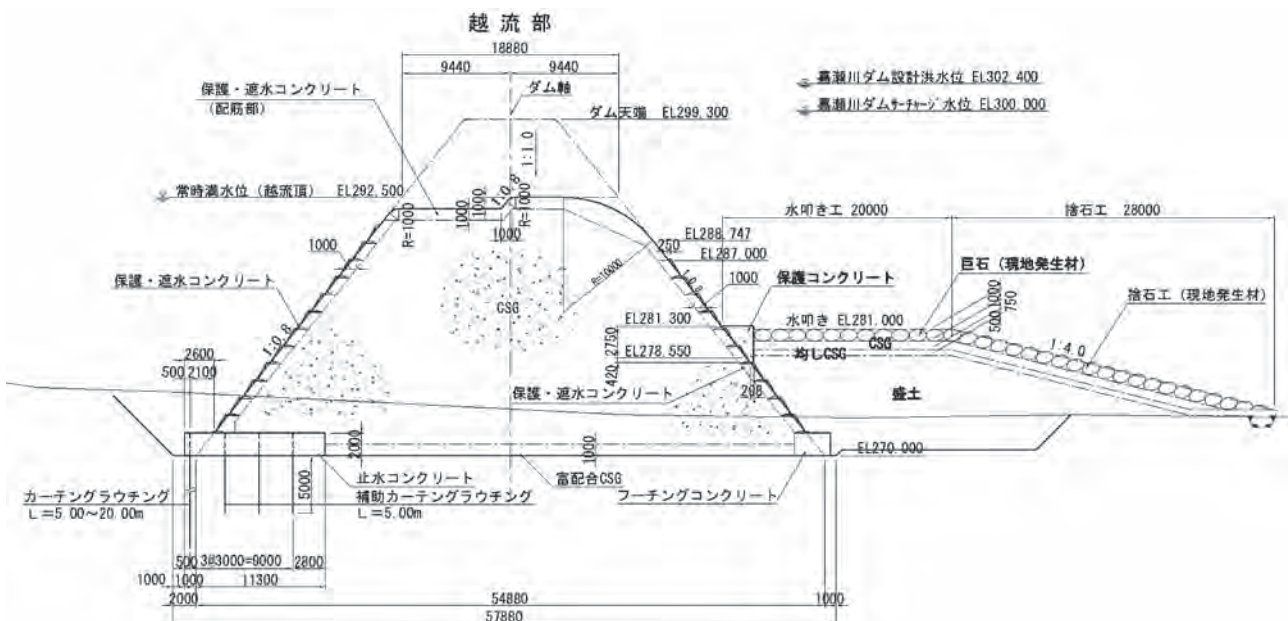 越流部
18880
9440
9440
保護・遮水コンクリート
(配筋部)
ダム軸
嘉瀬川ダム設計洪水位 EL302.400
嘉瀬川ダムサーチャージ水位 EL300.000
ダム天端 EL299.300
1:1.0
常時満水位(越流頂) EL292.500
1:0.8
R=1000
1000
1000
R=1000
1000
水叩き工 20000
捨石工 28000
EL288.747
250
EL287.000
1000
保護・遮水コンクリート
R=10000
1:0.8
1000
保護コンクリート
巨石(現地発生材)
1000
750
500
捨石工(現地発生材)
CSG
EL281.300
水叩き EL281.000
CSG
1:4.0
1:0.8
2750
EL278.550
均しCSG
420
2600
500
2100
保護・遮水コンクリート
298
盛土
2000
1000
EL270.000
止水コンクリート
富配合CSG
フーチングコンクリート
カーテングラウチング
L=5.00~20.00m
5000
補助カーテングラウチング
L=5.00m
500
3@3000=9000
2800
1000
1000
11300
2000
54880
1000
57880